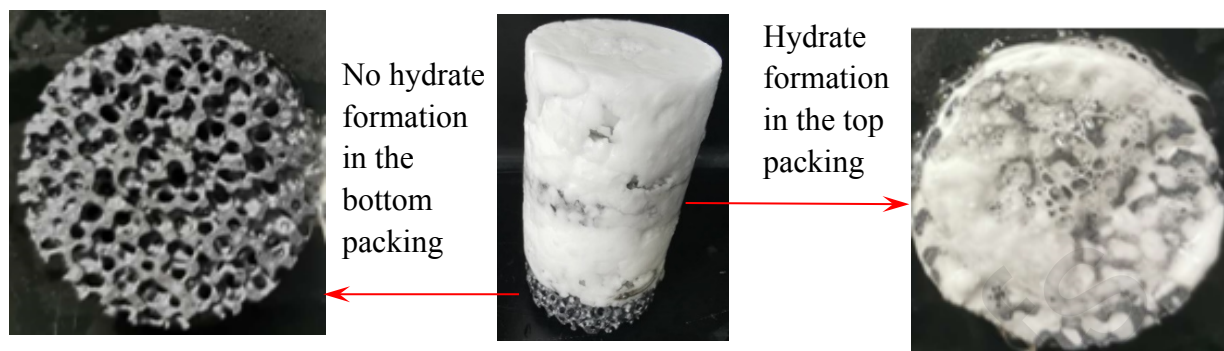 No hydrate
formation
in the
bottom
packing
Hydrate
formation
in the top
packing